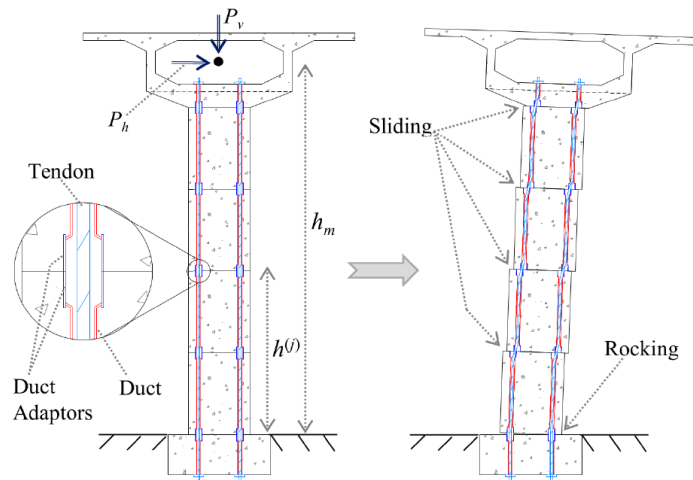 P_v
P_h
Tendon
h_m
h^(j)
Duct
Adaptors
Duct
Sliding
Rocking